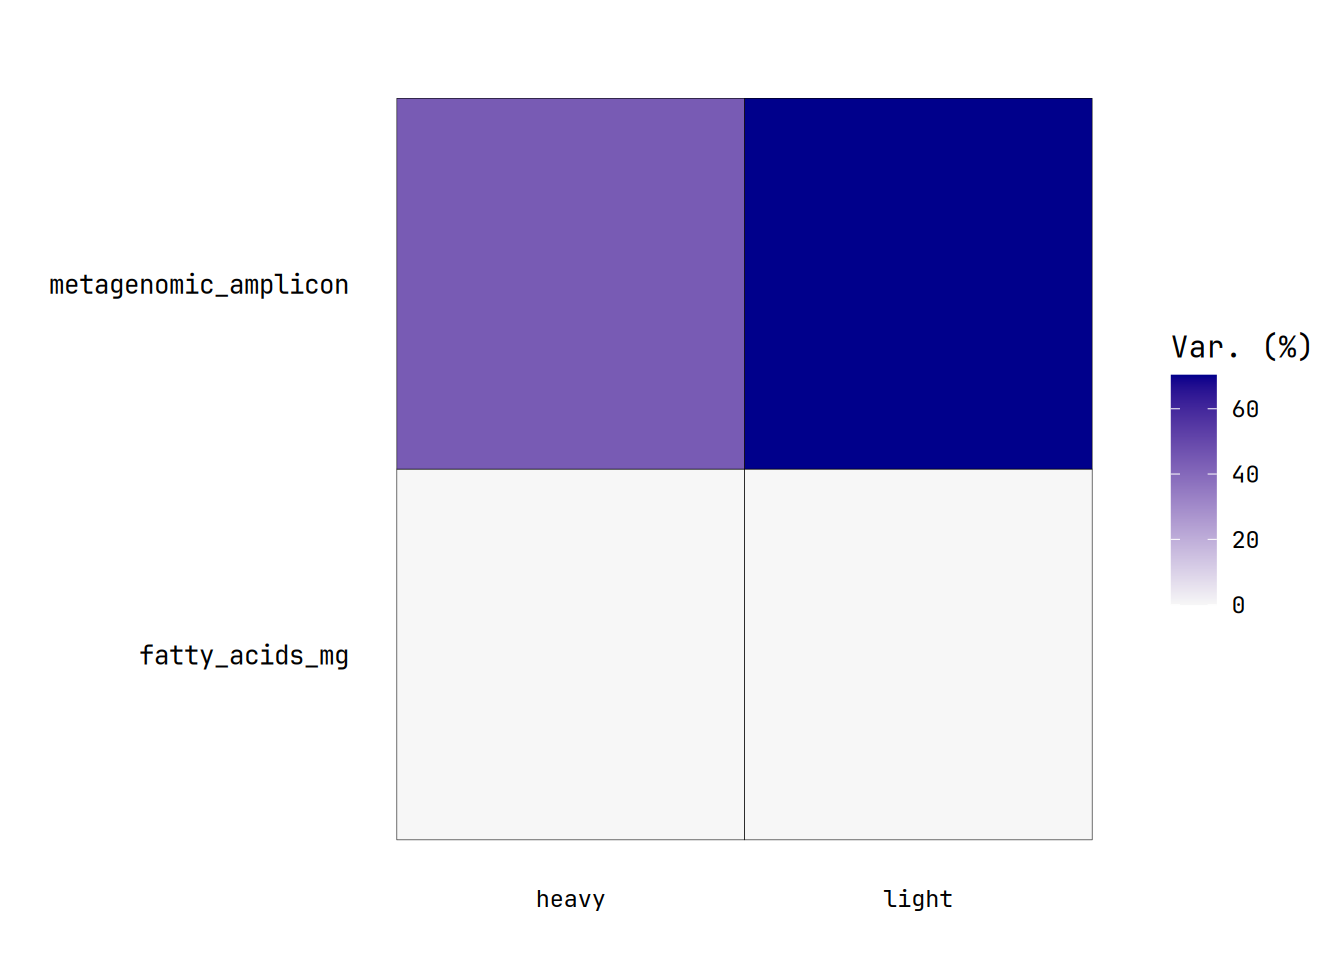 metagenomic_amplicon
fatty_acids_mg
heavy
light
Var. (%)
60
40
20
0